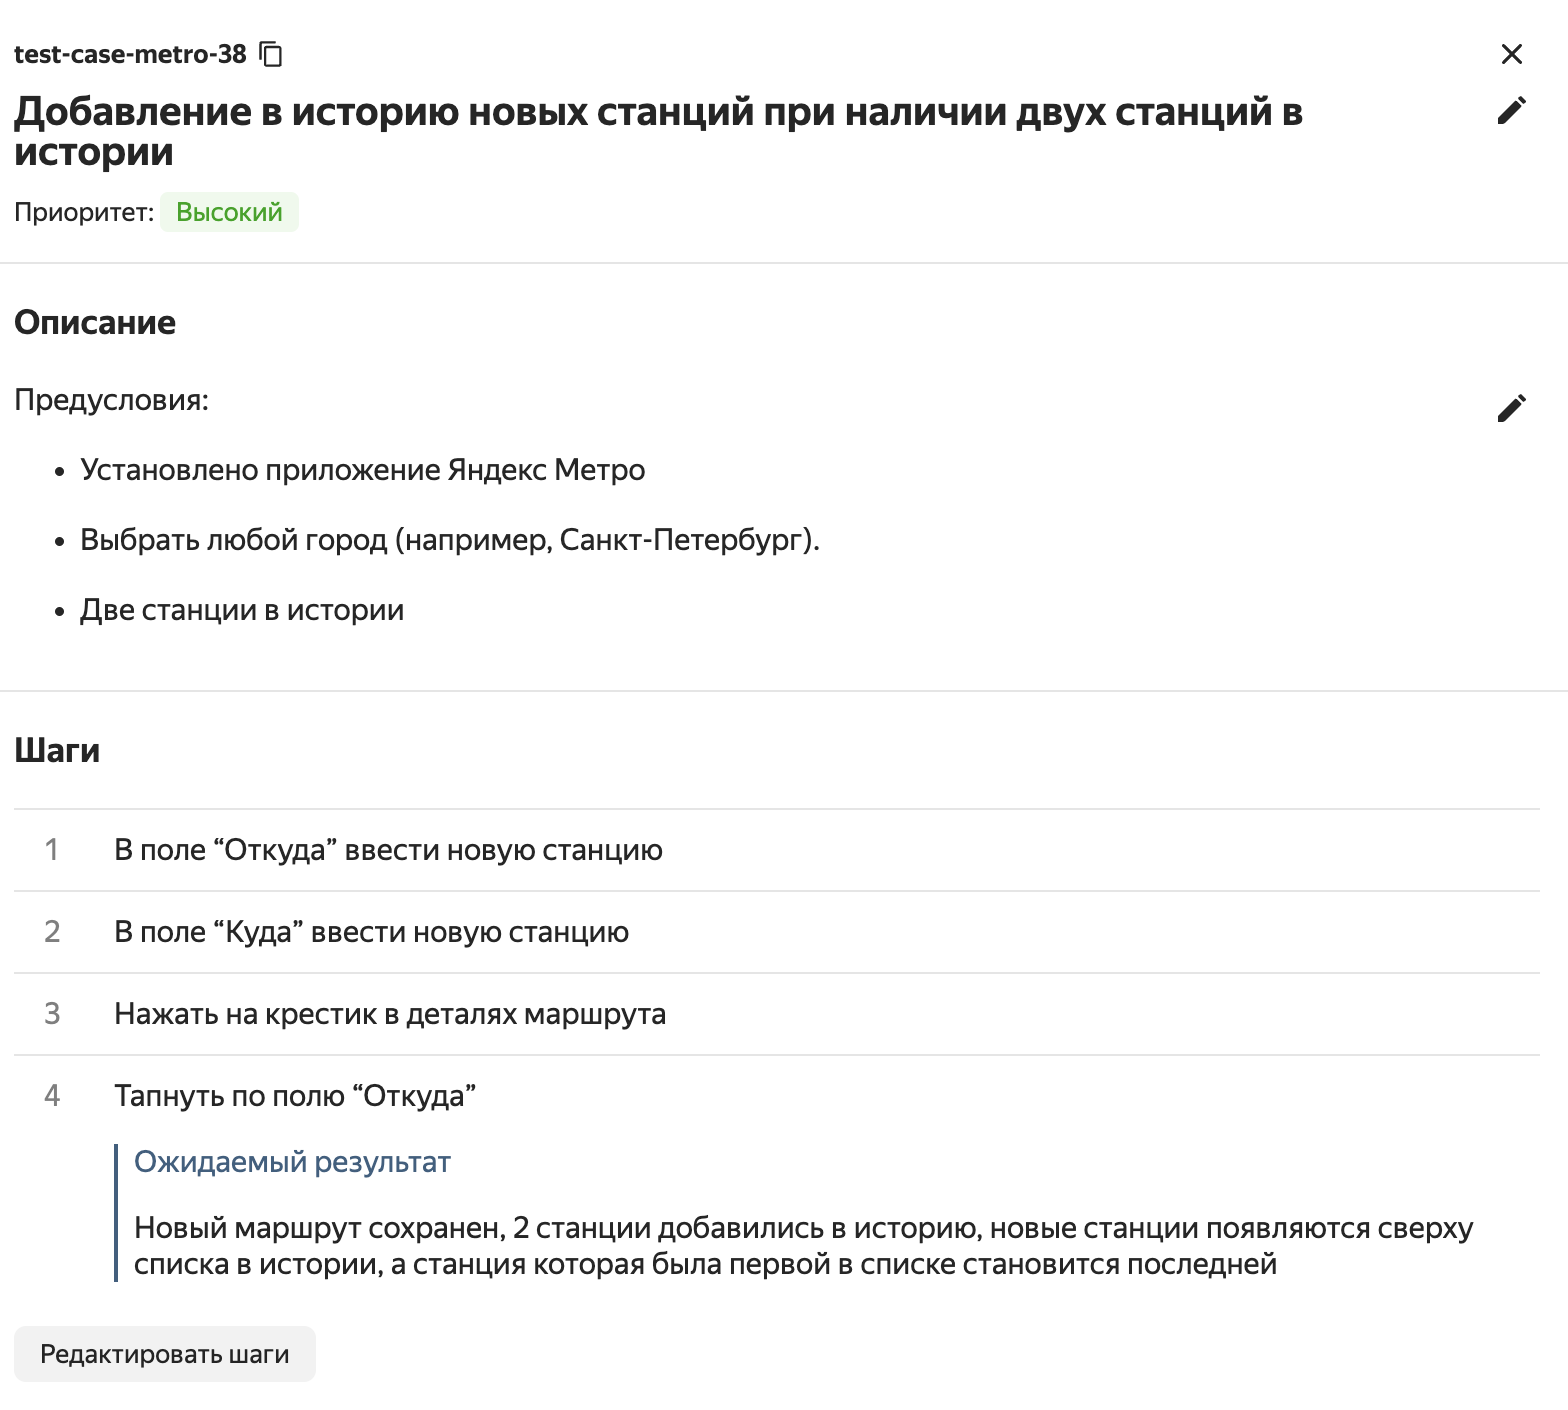 test-case-metro-38
Добавление в историю новых станций при наличии двух станций в
истории
Приоритет: Высокий
Описание
Предусловия:
• Установлено приложение Яндекс Метро
• Выбрать любой город (например, Санкт-Петербург).
• Две станции в истории
Шаги
1 В поле “Откуда” ввести новую станцию
2 В поле “Куда” ввести новую станцию
3 Нажать на крестик в деталях маршрута
4 Тапнуть по полю “Откуда”
Ожидаемый результат
Новый маршрут сохранен, 2 станции добавились в историю, новые станции появляются сверху
списка в истории, а станция которая была первой в списке становится последней
Редактировать шаги